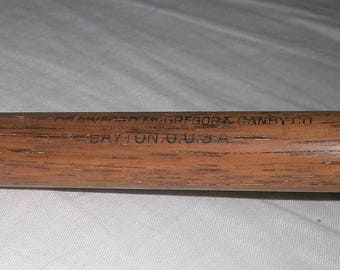 CRAWFORD, McGREGOR & CANBY CO.
DAYTON, O. U.S.A.